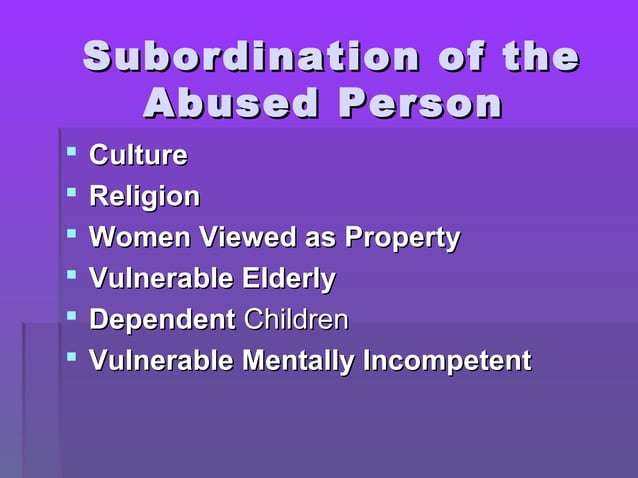 Subordination of the
Abused Person
▪ Culture
▪ Religion
▪ Women Viewed as Property
▪ Vulnerable Elderly
▪ Dependent Children
▪ Vulnerable Mentally Incompetent